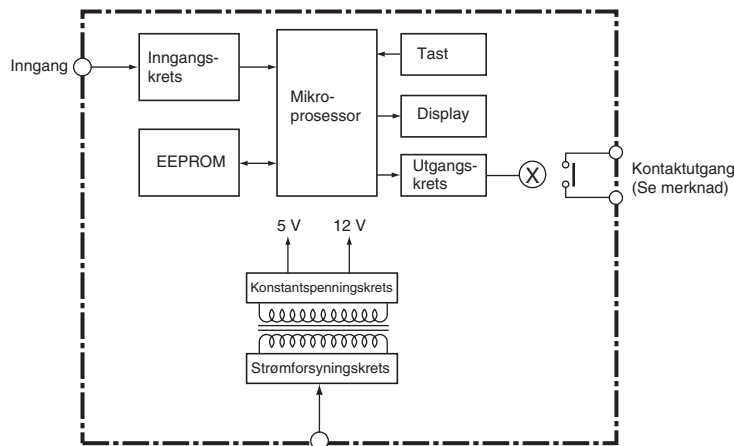 Inngang
Inngangs-
krets
Mikro-
prosessor
Tast
Display
EEPROM
Utgangs-
krets
X
Kontaktutgang
(Se merknad)
5 V
12 V
Konstantspenningskrets
Strømforsyningskrets